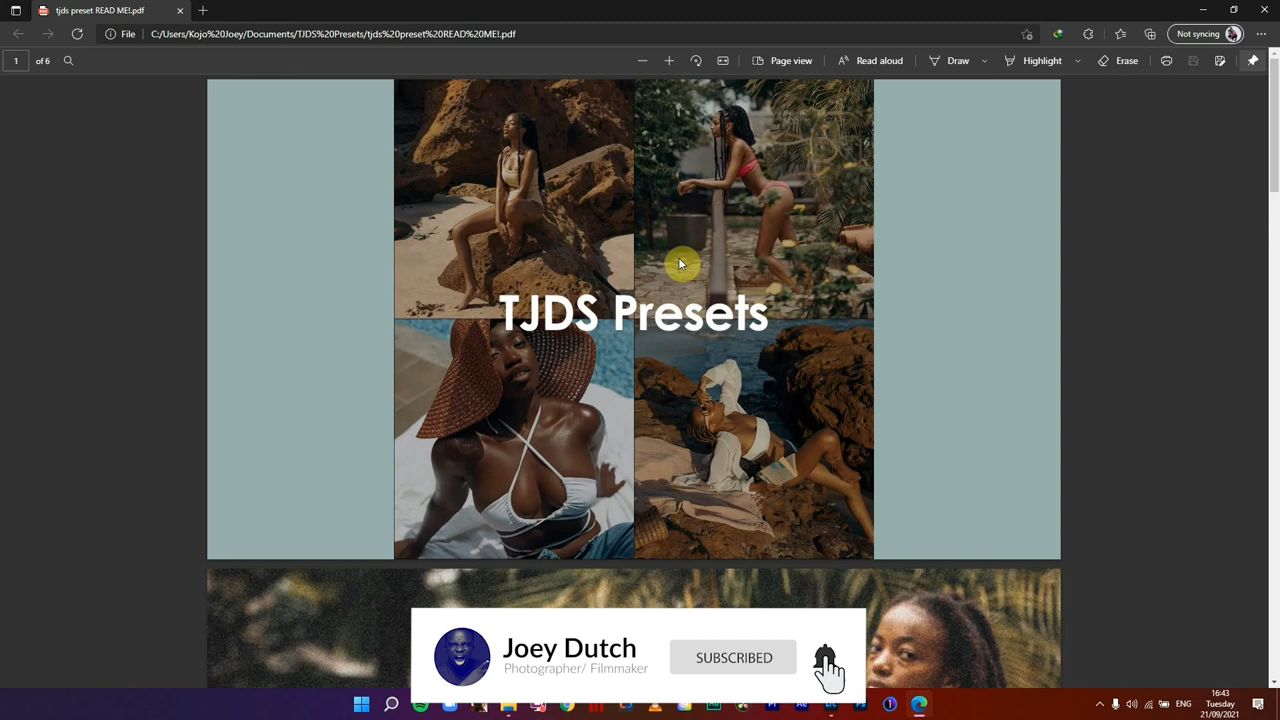 tjds preset READ ME!.pdf
File C:/Users/Kojo%20Joey/Documents/TJDS%20Presets/tjds%20preset%20READ%20ME!.pdf
Not syncing
1 of 6
Page view
Read aloud
Draw
Highlight
Erase
TJDS Presets
Joey Dutch
Photographer/ Filmmaker
SUBSCRIBED
ENG
16:43
Tuesday
21/09/2021